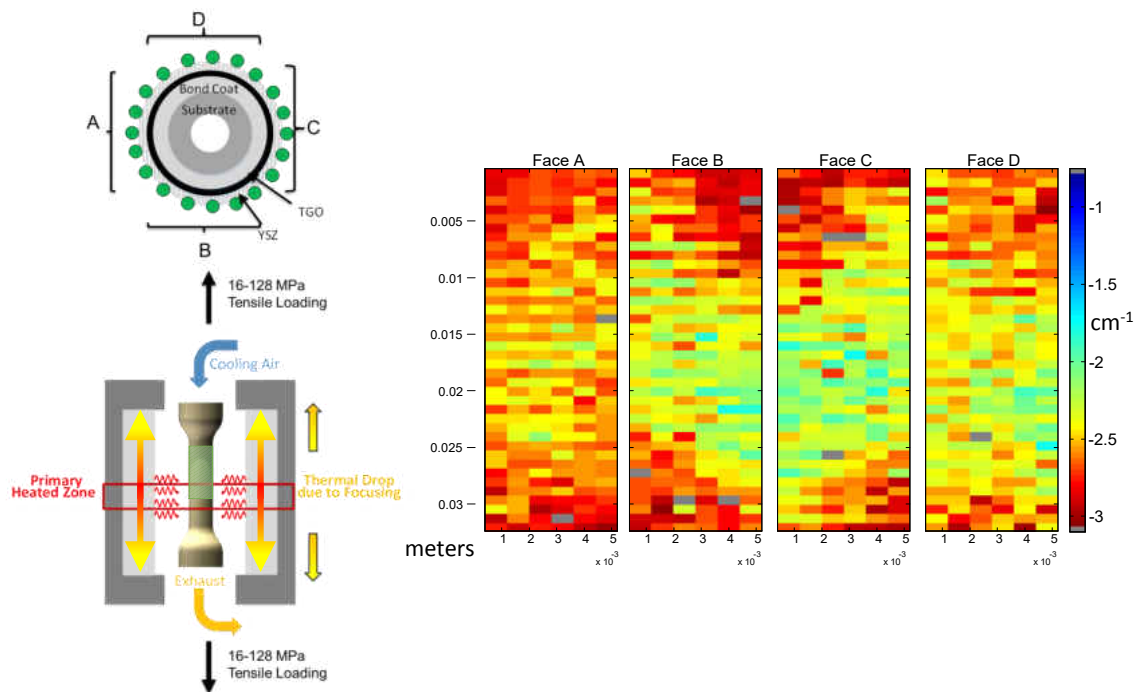 D
A
C
B
Bond Coat
Substrate
TGO
YSZ
16-128 MPa
Tensile Loading
Cooling Air
Primary
Heated Zone
Thermal Drop
due to Focusing
Exhaust
16-128 MPa
Tensile Loading
Face A
Face B
Face C
Face D
0.005
0.01
0.015
0.02
0.025
0.03
meters
1 2 3 4 5
x 10-3
1 2 3 4 5
x 10-3
1 2 3 4 5
x 10-3
1 2 3 4 5
x 10-3
-1
-1.5
cm-1
-2
-2.5
-3